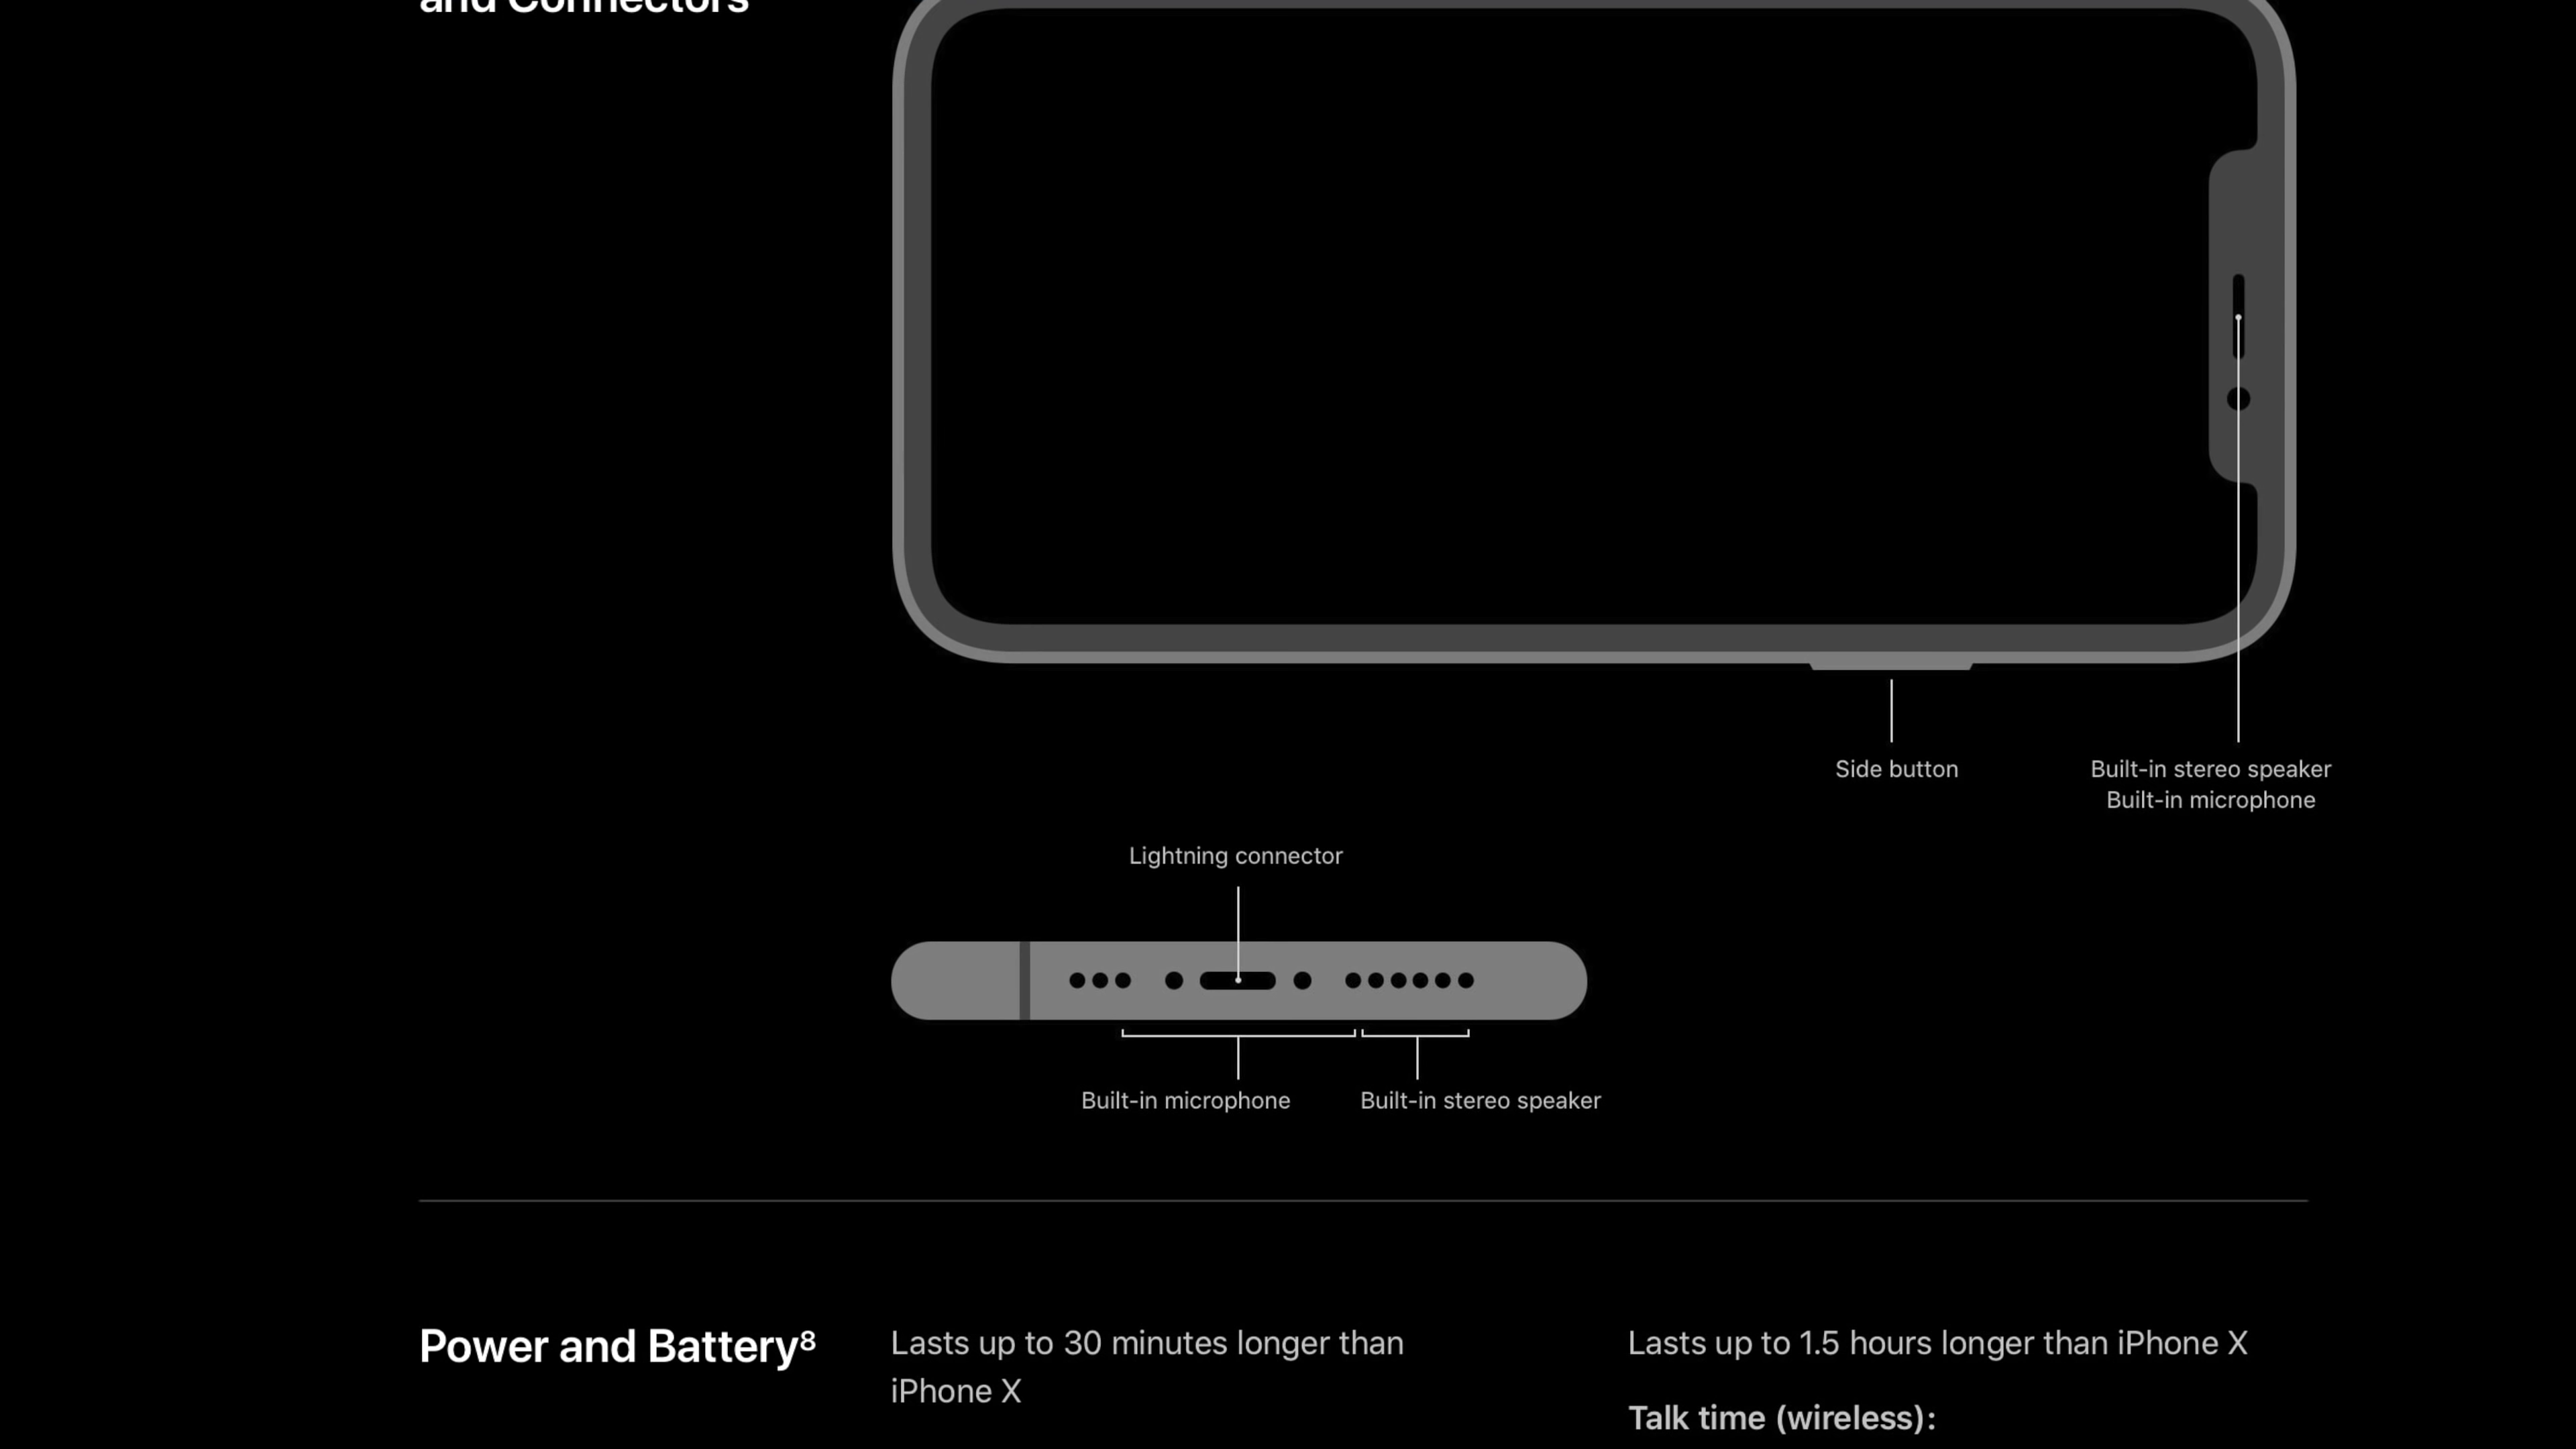 and Connectors
Side button
Built-in stereo speaker
Built-in microphone
Lightning connector
Built-in microphone
Built-in stereo speaker
Power and Battery⁸
Lasts up to 30 minutes longer than
iPhone X
Lasts up to 1.5 hours longer than iPhone X
Talk time (wireless):